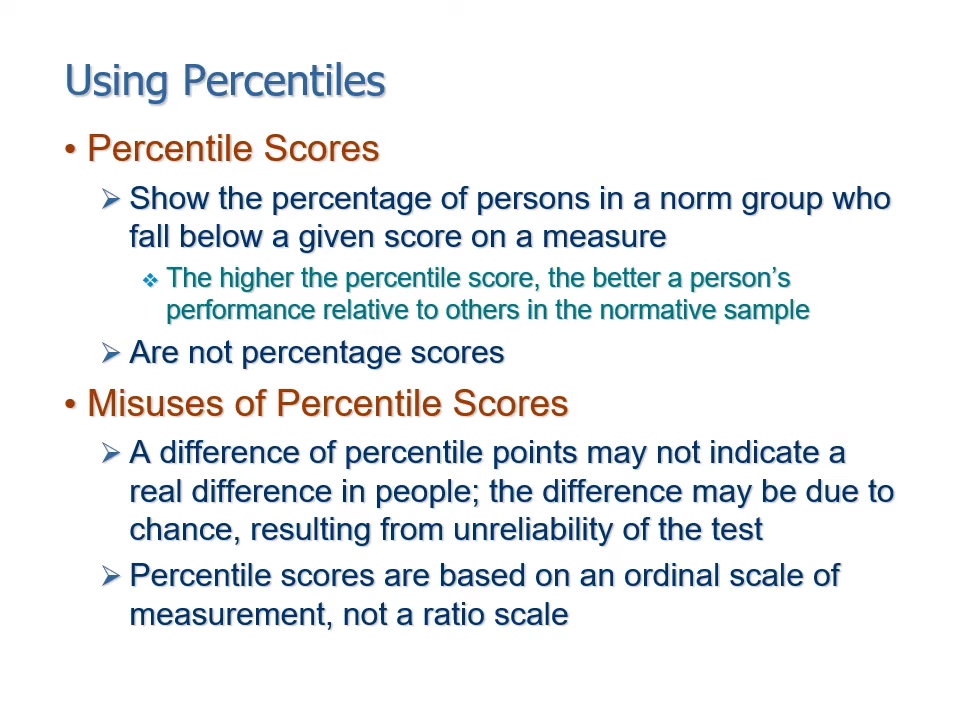 Using Percentiles
• Percentile Scores
➢ Show the percentage of persons in a norm group who
fall below a given score on a measure
❖ The higher the percentile score, the better a person’s
performance relative to others in the normative sample
➢ Are not percentage scores
• Misuses of Percentile Scores
➢ A difference of percentile points may not indicate a
real difference in people; the difference may be due to
chance, resulting from unreliability of the test
➢ Percentile scores are based on an ordinal scale of
measurement, not a ratio scale